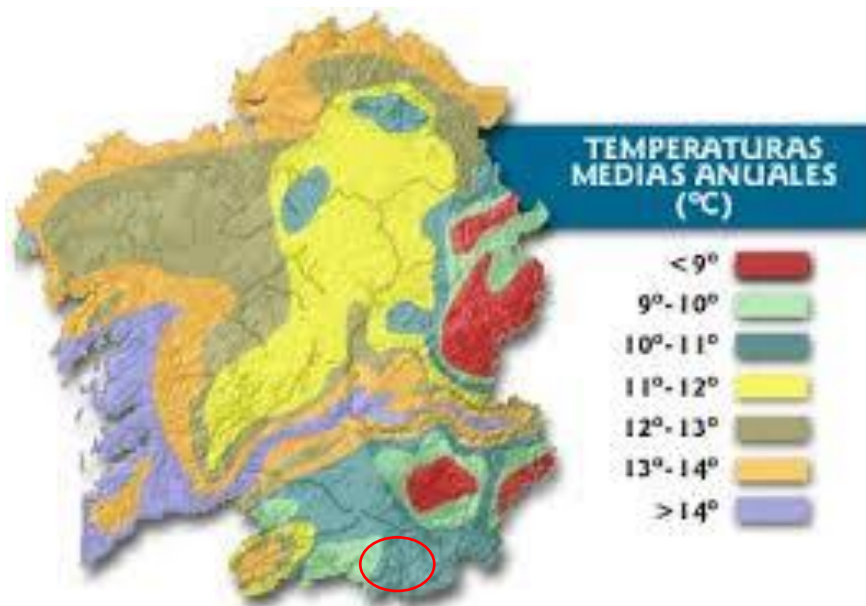 TEMPERATURAS
MEDIAS ANUALES
(ºC)
<9º
9º-10º
10º-11º
11º-12º
12º-13º
13º-14º
>14º